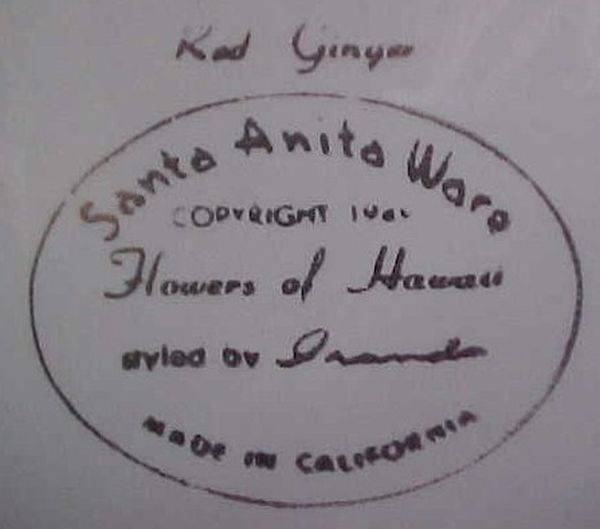 Red Ginger
Santa Anita Ware
COPYRIGHT
Flowers of Hawaii
styled by
MADE IN CALIFORNIA